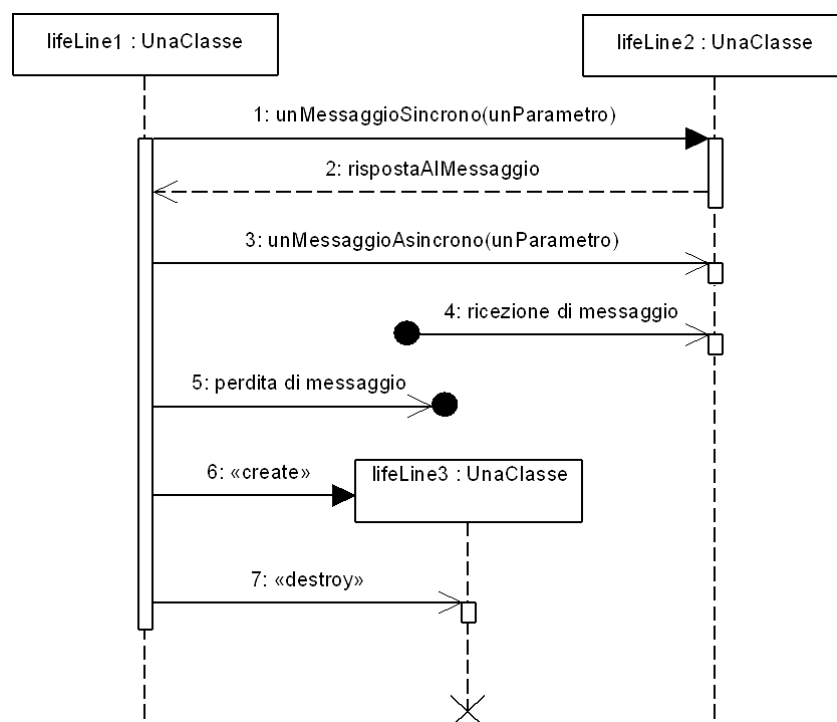 lifeLine1 : UnaClasse
lifeLine2 : UnaClasse
1: unMessaggioSincrono(unParametro)
2: rispostaAlMessaggio
3: unMessaggioAsincrono(unParametro)
4: ricezione di messaggio
5: perdita di messaggio
6: «create»
lifeLine3 : UnaClasse
7: «destroy»